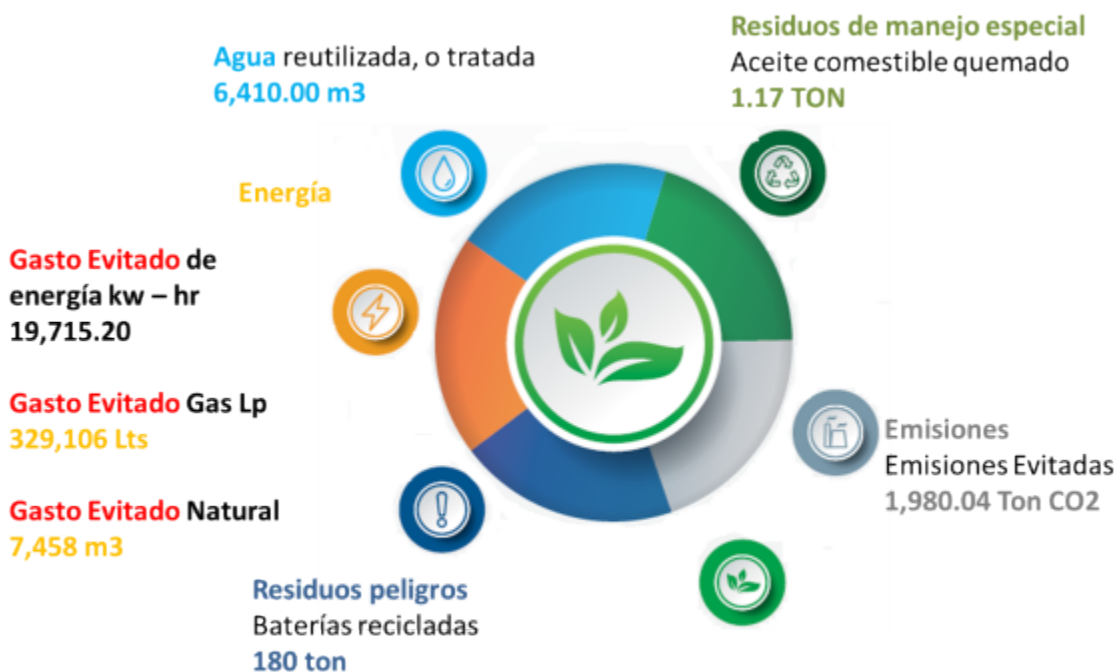 Agua reutilizada, o tratada
6,410.00 m3
Residuos de manejo especial
Aceite comestible quemado
1.17 TON
Energía
Gasto Evitado de
energía kw – hr
19,715.20
Gasto Evitado Gas Lp
329,106 Lts
Gasto Evitado Natural
7,458 m3
Emisiones
Emisiones Evitadas
1,980.04 Ton CO2
Residuos peligros
Baterías recicladas
180 ton